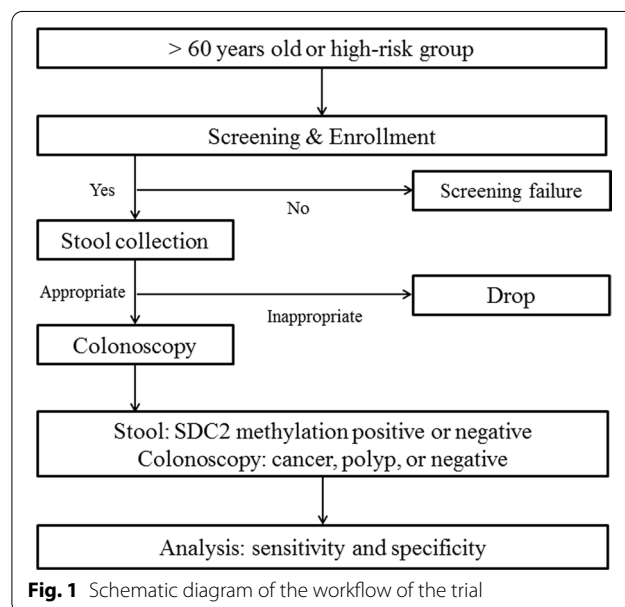 > 60 years old or high-risk group
Screening & Enrollment
Yes
No
Screening failure
Stool collection
Appropriate
Inappropriate
Drop
Colonoscopy
Stool: SDC2 methylation positive or negative
Colonoscopy: cancer, polyp, or negative
Analysis: sensitivity and specificity
Fig. 1 Schematic diagram of the workflow of the trial